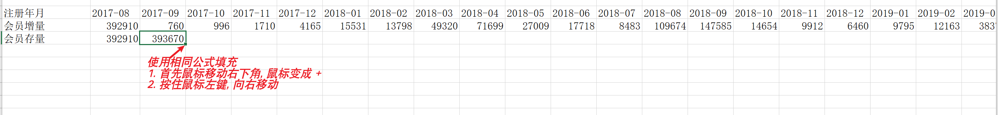 注册年月 2017-08 2017-09 2017-10 2017-11 2017-12 2018-01 2018-02 2018-03 2018-04 2018-05 2018-06 2018-07 2018-08 2018-09 2018-10 2018-11 2018-12 2019-01 2019-02 2019-0
会员增量 392910 760 996 1710 4165 15531 13798 49320 71699 27009 17718 8483 109674 147585 14654 9912 6460 9795 12163 383
会员存量 392910 393670
使用相同公式填充
1. 首先鼠标移动右下角, 鼠标变成 +
2. 按住鼠标左键, 向右移动